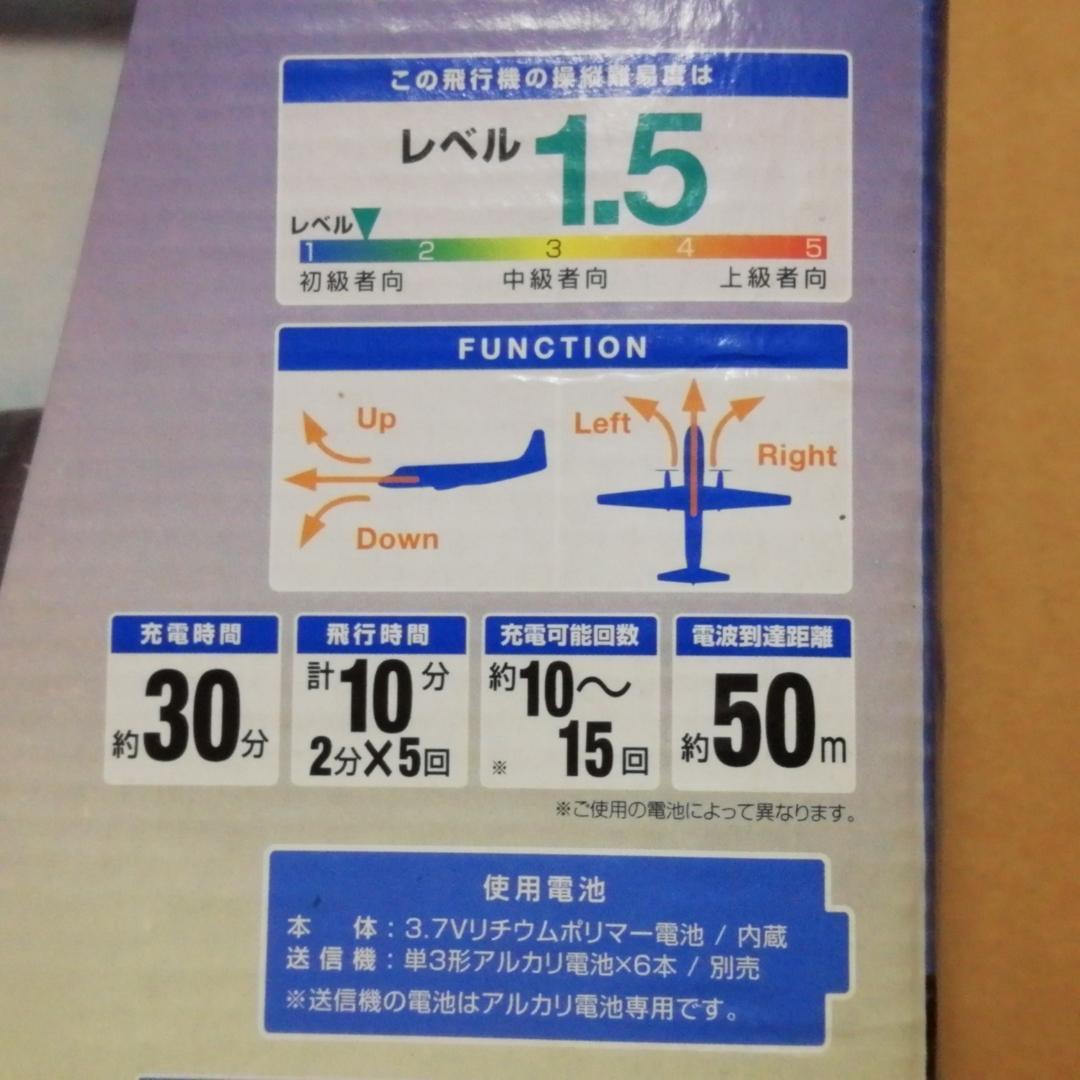 この飛行機の操縦難易度は
レベル1.5
レベル
1 2 3 4 5
初級者向 中級者向 上級者向
FUNCTION
Up
Down
Left
Right
充電時間
約30分
飛行時間
計10分
2分×5回
充電可能回数
約10～
※ 15回
電波到達距離
約50m
※ご使用の電池によって異なります。
使用電池
本　体：3.7Vリチウムポリマー電池 / 内蔵
送信機：単3形アルカリ電池×6本 / 別売
※送信機の電池はアルカリ電池専用です。